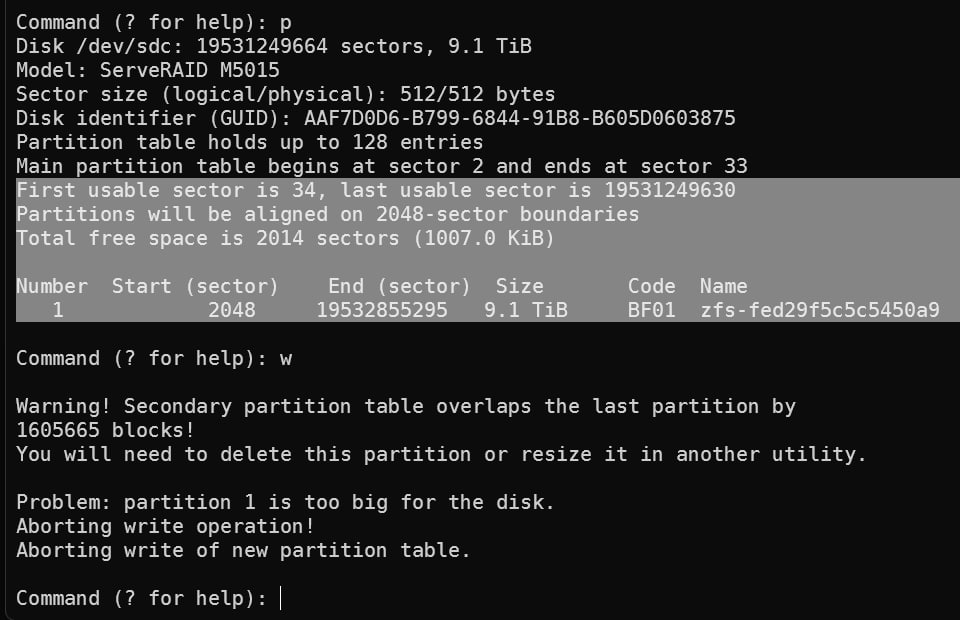 Command (? for help): p
Disk /dev/sdc: 19531249664 sectors, 9.1 TiB
Model: ServeRAID M5015
Sector size (logical/physical): 512/512 bytes
Disk identifier (GUID): AAF7D0D6-B799-6844-91B8-B605D0603875
Partition table holds up to 128 entries
Main partition table begins at sector 2 and ends at sector 33
First usable sector is 34, last usable sector is 19531249630
Partitions will be aligned on 2048-sector boundaries
Total free space is 2014 sectors (1007.0 KiB)
Number  Start (sector)    End (sector)  Size       Code  Name
   1            2048     19532855295   9.1 TiB     BF01  zfs-fed29f5c5c5450a9
Command (? for help): w
Warning! Secondary partition table overlaps the last partition by
1605665 blocks!
You will need to delete this partition or resize it in another utility.
Problem: partition 1 is too big for the disk.
Aborting write operation!
Aborting write of new partition table.
Command (? for help):